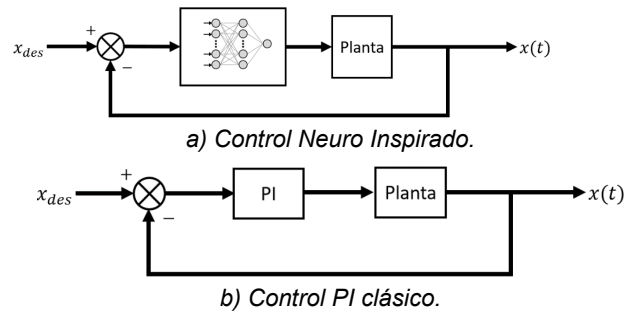 x_des
+
−
Planta
x(t)
a) Control Neuro Inspirado.
x_des
+
−
PI
Planta
x(t)
b) Control PI clásico.